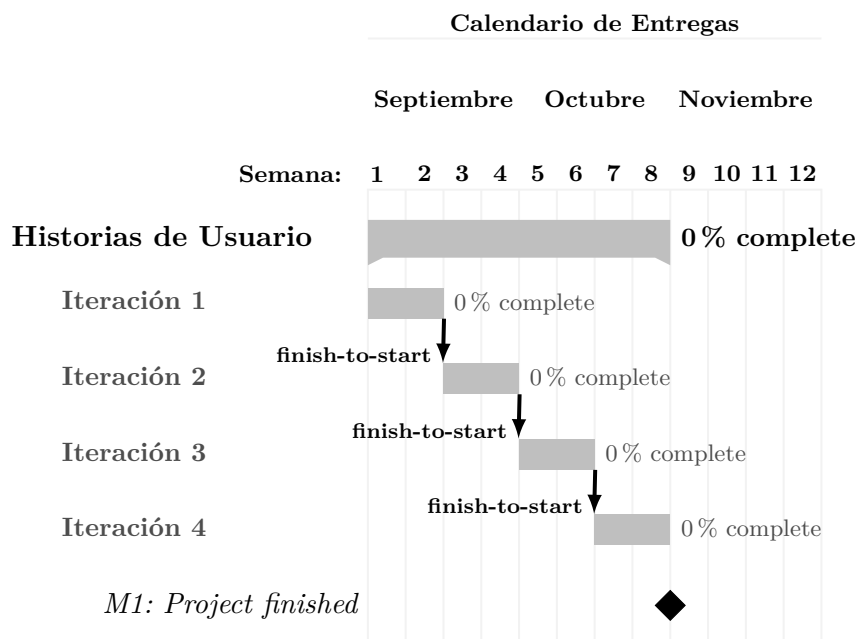 Calendario de Entregas
Septiembre Octubre Noviembre
Semana: 1 2 3 4 5 6 7 8 9 10 11 12
Historias de Usuario 0 % complete
Iteración 1 0 % complete
finish-to-start
Iteración 2 0 % complete
finish-to-start
Iteración 3 0 % complete
finish-to-start
Iteración 4 0 % complete
M1: Project finished